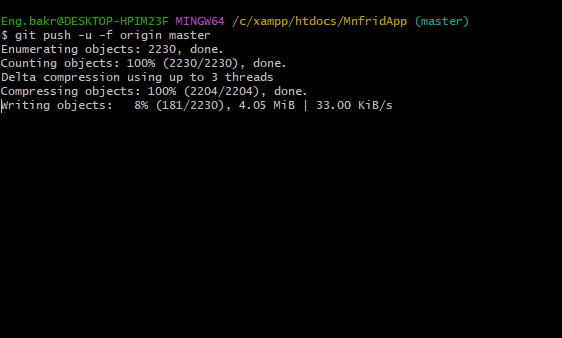 Eng.bakr@DESKTOP-HPIM23F MINGW64 /c/xampp/htdocs/MnfridApp (master)
$ git push -u -f origin master
Enumerating objects: 2230, done.
Counting objects: 100% (2230/2230), done.
Delta compression using up to 3 threads
Compressing objects: 100% (2204/2204), done.
Writing objects:   8% (181/2230), 4.05 MiB | 33.00 KiB/s